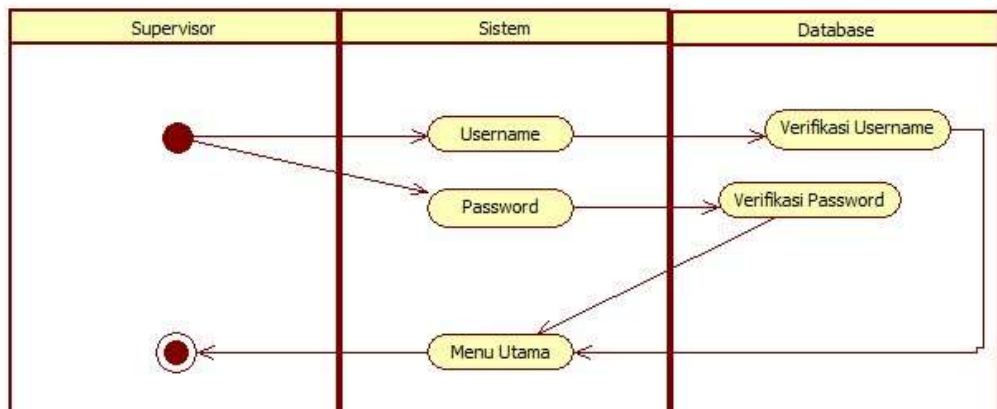 Supervisor
Sistem
Database
Username
Verifikasi Username
Password
Verifikasi Password
Menu Utama